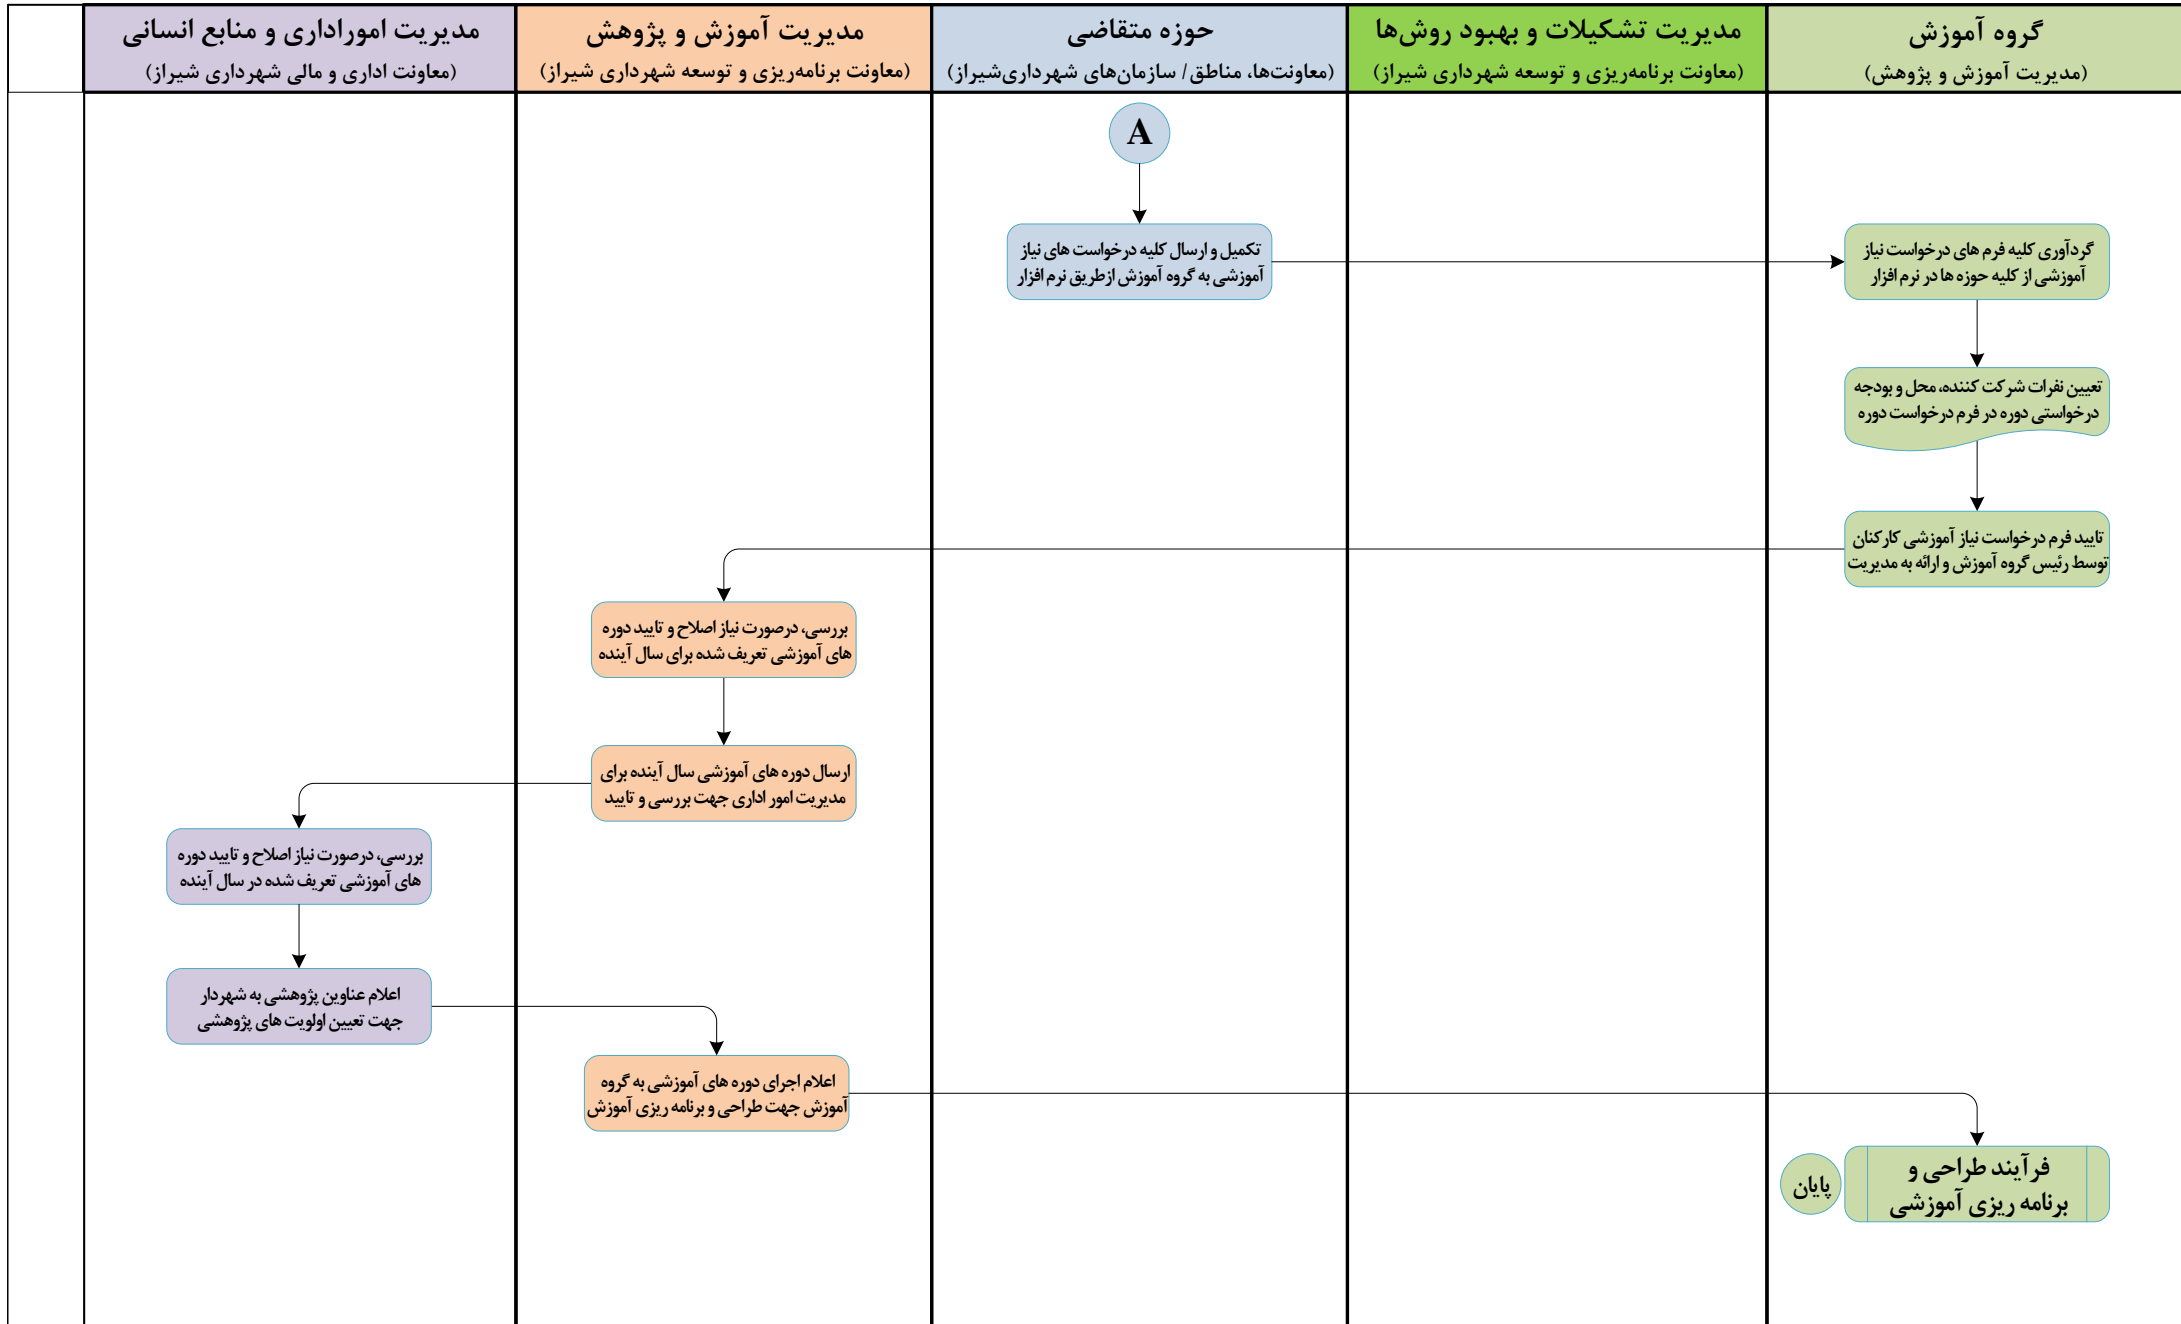 گروه آموزش
(مدیریت آموزش و پژوهش)
مدیریت تشکیلات و بهبود روش‌ها
(معاونت برنامه‌ریزی و توسعه شهرداری شیراز)
حوزه متقاضی
(معاونت‌ها، مناطق/ سازمان‌های شهرداری‌شیراز)
مدیریت آموزش و پژوهش
(معاونت برنامه‌ریزی و توسعه شهرداری شیراز)
مدیریت اموراداری و منابع انسانی
(معاونت اداری و مالی شهرداری شیراز)
A
تکمیل و ارسال کلیه درخواست های نیاز
آموزشی به گروه آموزش ازطریق نرم افزار
گردآوری کلیه فرم های درخواست نیاز
آموزشی از کلیه حوزه ها در نرم افزار
تعیین نفرات شرکت کننده، محل و بودجه
درخواستی دوره در فرم درخواست دوره
تایید فرم درخواست نیاز آموزشی کارکنان
توسط رئیس گروه آموزش و ارائه به مدیریت
بررسی، درصورت نیاز اصلاح و تایید دوره
های آموزشی تعریف شده برای سال آینده
ارسال دوره های آموزشی سال آینده برای
مدیریت امور اداری جهت بررسی و تایید
بررسی، درصورت نیاز اصلاح و تایید دوره
های آموزشی تعریف شده در سال آینده
اعلام عناوین پژوهشی به شهردار
جهت تعیین اولویت های پژوهشی
اعلام اجرای دوره های آموزشی به گروه
آموزش جهت طراحی و برنامه ریزی آموزش
فرآیند طراحی و
برنامه ریزی آموزشی
پایان